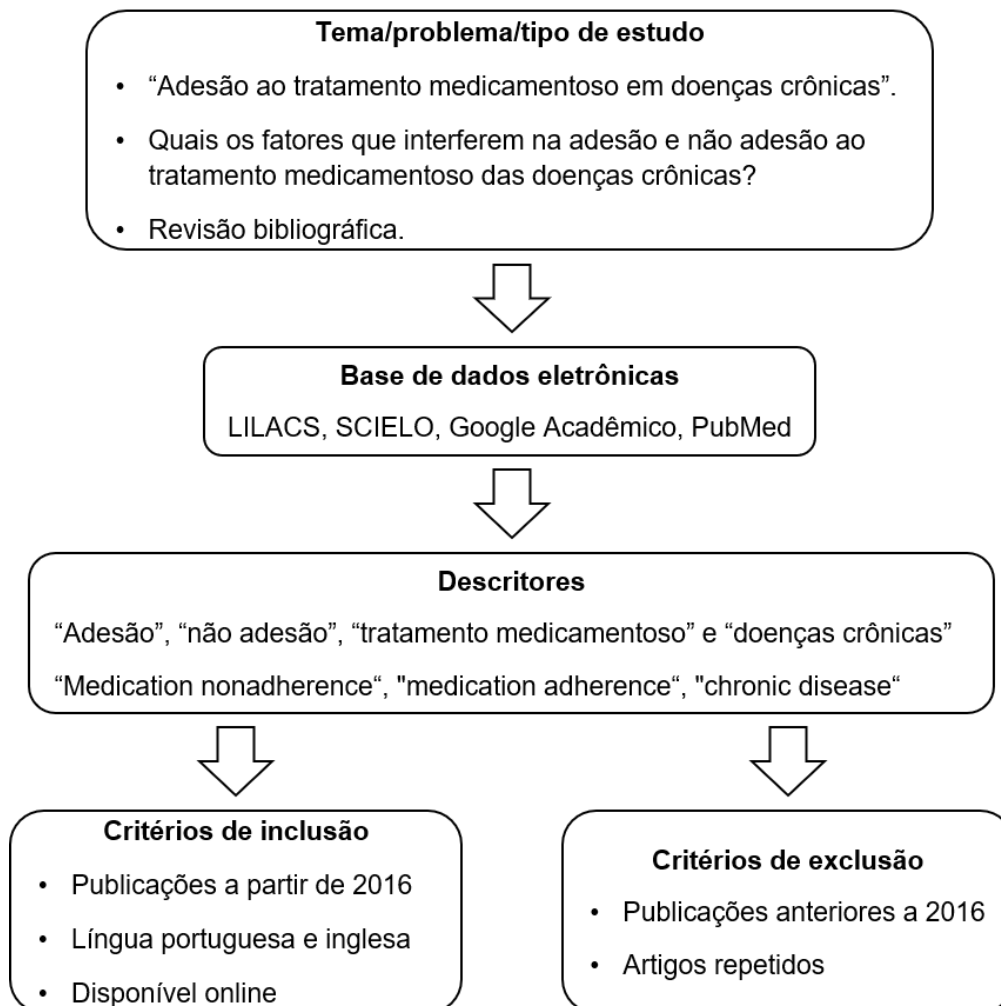 Tema/problema/tipo de estudo
• “Adesão ao tratamento medicamentoso em doenças crônicas”.
• Quais os fatores que interferem na adesão e não adesão ao
tratamento medicamentoso das doenças crônicas?
• Revisão bibliográfica.
Base de dados eletrônicas
LILACS, SCIELO, Google Acadêmico, PubMed
Descritores
“Adesão”, “não adesão”, “tratamento medicamentoso” e “doenças crônicas”
“Medication nonadherence“, "medication adherence“, "chronic disease“
Critérios de inclusão
• Publicações a partir de 2016
• Língua portuguesa e inglesa
• Disponível online
Critérios de exclusão
• Publicações anteriores a 2016
• Artigos repetidos